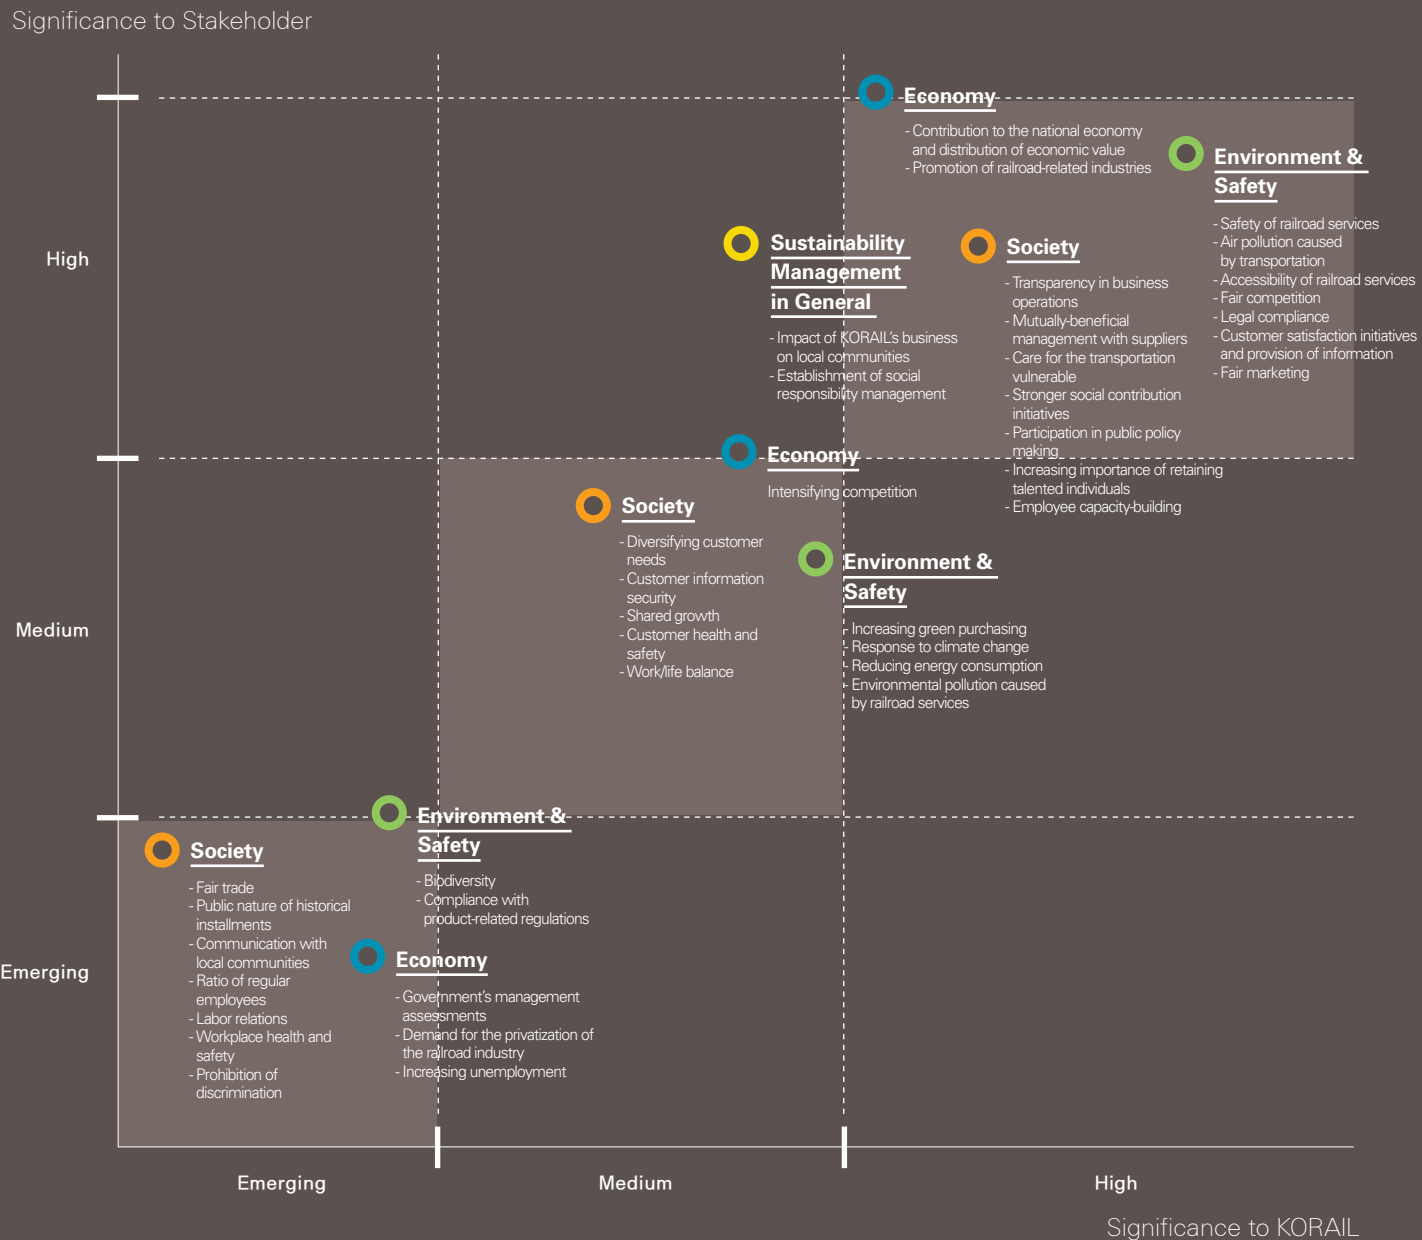 Significance to Stakeholder
High
Medium
Emerging
Economy
- Contribution to the national economy
and distribution of economic value
- Promotion of railroad-related industries
Environment &
Safety
- Safety of railroad services
- Air pollution caused
by transportation
- Accessibility of railroad services
- Fair competition
- Legal compliance
- Customer satisfaction initiatives
and provision of information
- Fair marketing
Sustainability
Management
in General
- Impact of KORAIL's business
on local communities
- Establishment of social
responsibility management
Society
- Transparency in business
operations
- Mutually-beneficial
management with suppliers
- Care for the transportation
vulnerable
- Stronger social contribution
initiatives
- Participation in public policy
making
- Increasing importance of retaining
talented individuals
- Employee capacity-building
Economy
Intensifying competition
Society
- Diversifying customer
needs
- Customer information
security
- Shared growth
- Customer health and
safety
- Work/life balance
Environment &
Safety
- Increasing green purchasing
- Response to climate change
- Reducing energy consumption
- Environmental pollution caused
by railroad services
Environment &
Safety
- Biodiversity
- Compliance with
product-related regulations
Society
- Fair trade
- Public nature of historical
installments
- Communication with
local communities
- Ratio of regular
employees
- Labor relations
- Workplace health and
safety
- Prohibition of
discrimination
Economy
- Government's management
assessments
- Demand for the privatization of
the railroad industry
- Increasing unemployment
Emerging
Medium
High
Significance to KORAIL